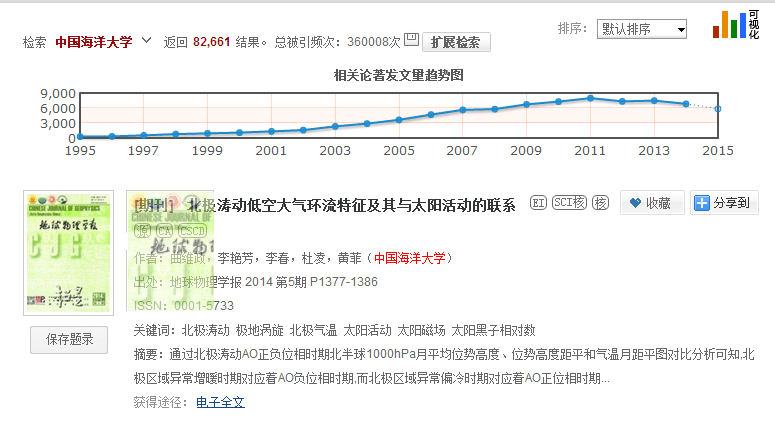 排序： 默认排序 可视化
检索 中国海洋大学 返回 82,661 结果。总被引频次：360008次 扩展检索
相关论著发文量趋势图
9,000
6,000
3,000
0
1995 1997 1999 2001 2003 2005 2007 2009 2011 2013 2015
[期刊] 北极涛动低空大气环流特征及其与太阳活动的联系 EI SCI核 核 收藏 分享到
CHINESE JOURNAL OF GEOPHYSICS
地球物理学报
CJG
源 CA CSCD
作者：曲维政，李艳芳，李春，杜凌，黄菲（中国海洋大学）
出处：地球物理学报 2014 第5期 P1377-1386
ISSN：0001-5733
保存题录
关键词：北极涛动 极地涡旋 北极气温 太阳活动 太阳磁场 太阳黑子相对数
摘要：通过北极涛动AO正负位相时期北半球1000hPa月平均位势高度、位势高度距平和气温月距平图对比分析可知,北
极区域异常增暖时期对应着AO负位相时期,而北极区域异常偏冷时期对应着AO正位相时期...
获得途径： 电子全文